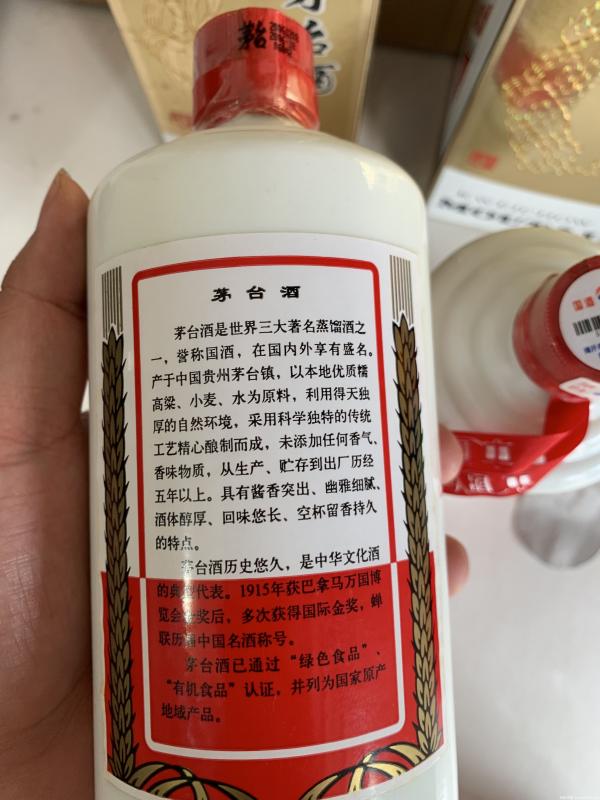 茅台
台酒
茅台酒
茅台酒是世界三大著名蒸馏酒之
一，誉称国酒，在国内外享有盛名。
产于中国贵州茅台镇，以本地优质糯
高粱、小麦、水为原料，利用得天独
厚的自然环境，采用科学独特的传统
工艺精心酿制而成，未添加任何香气、
香味物质，从生产、贮存到出厂历经
五年以上。具有酱香突出、幽雅细腻、
酒体醇厚、回味悠长、空杯留香持久
的特点。
茅台酒历史悠久，是中华文化酒
的典型代表。1915年获巴拿马万国博
览会金奖后，多次获得国际金奖，蝉
联历届中国名酒称号。
茅台酒已通过“绿色食品”、
“有机食品”认证，并列为国家原产
地域产品。
国酒